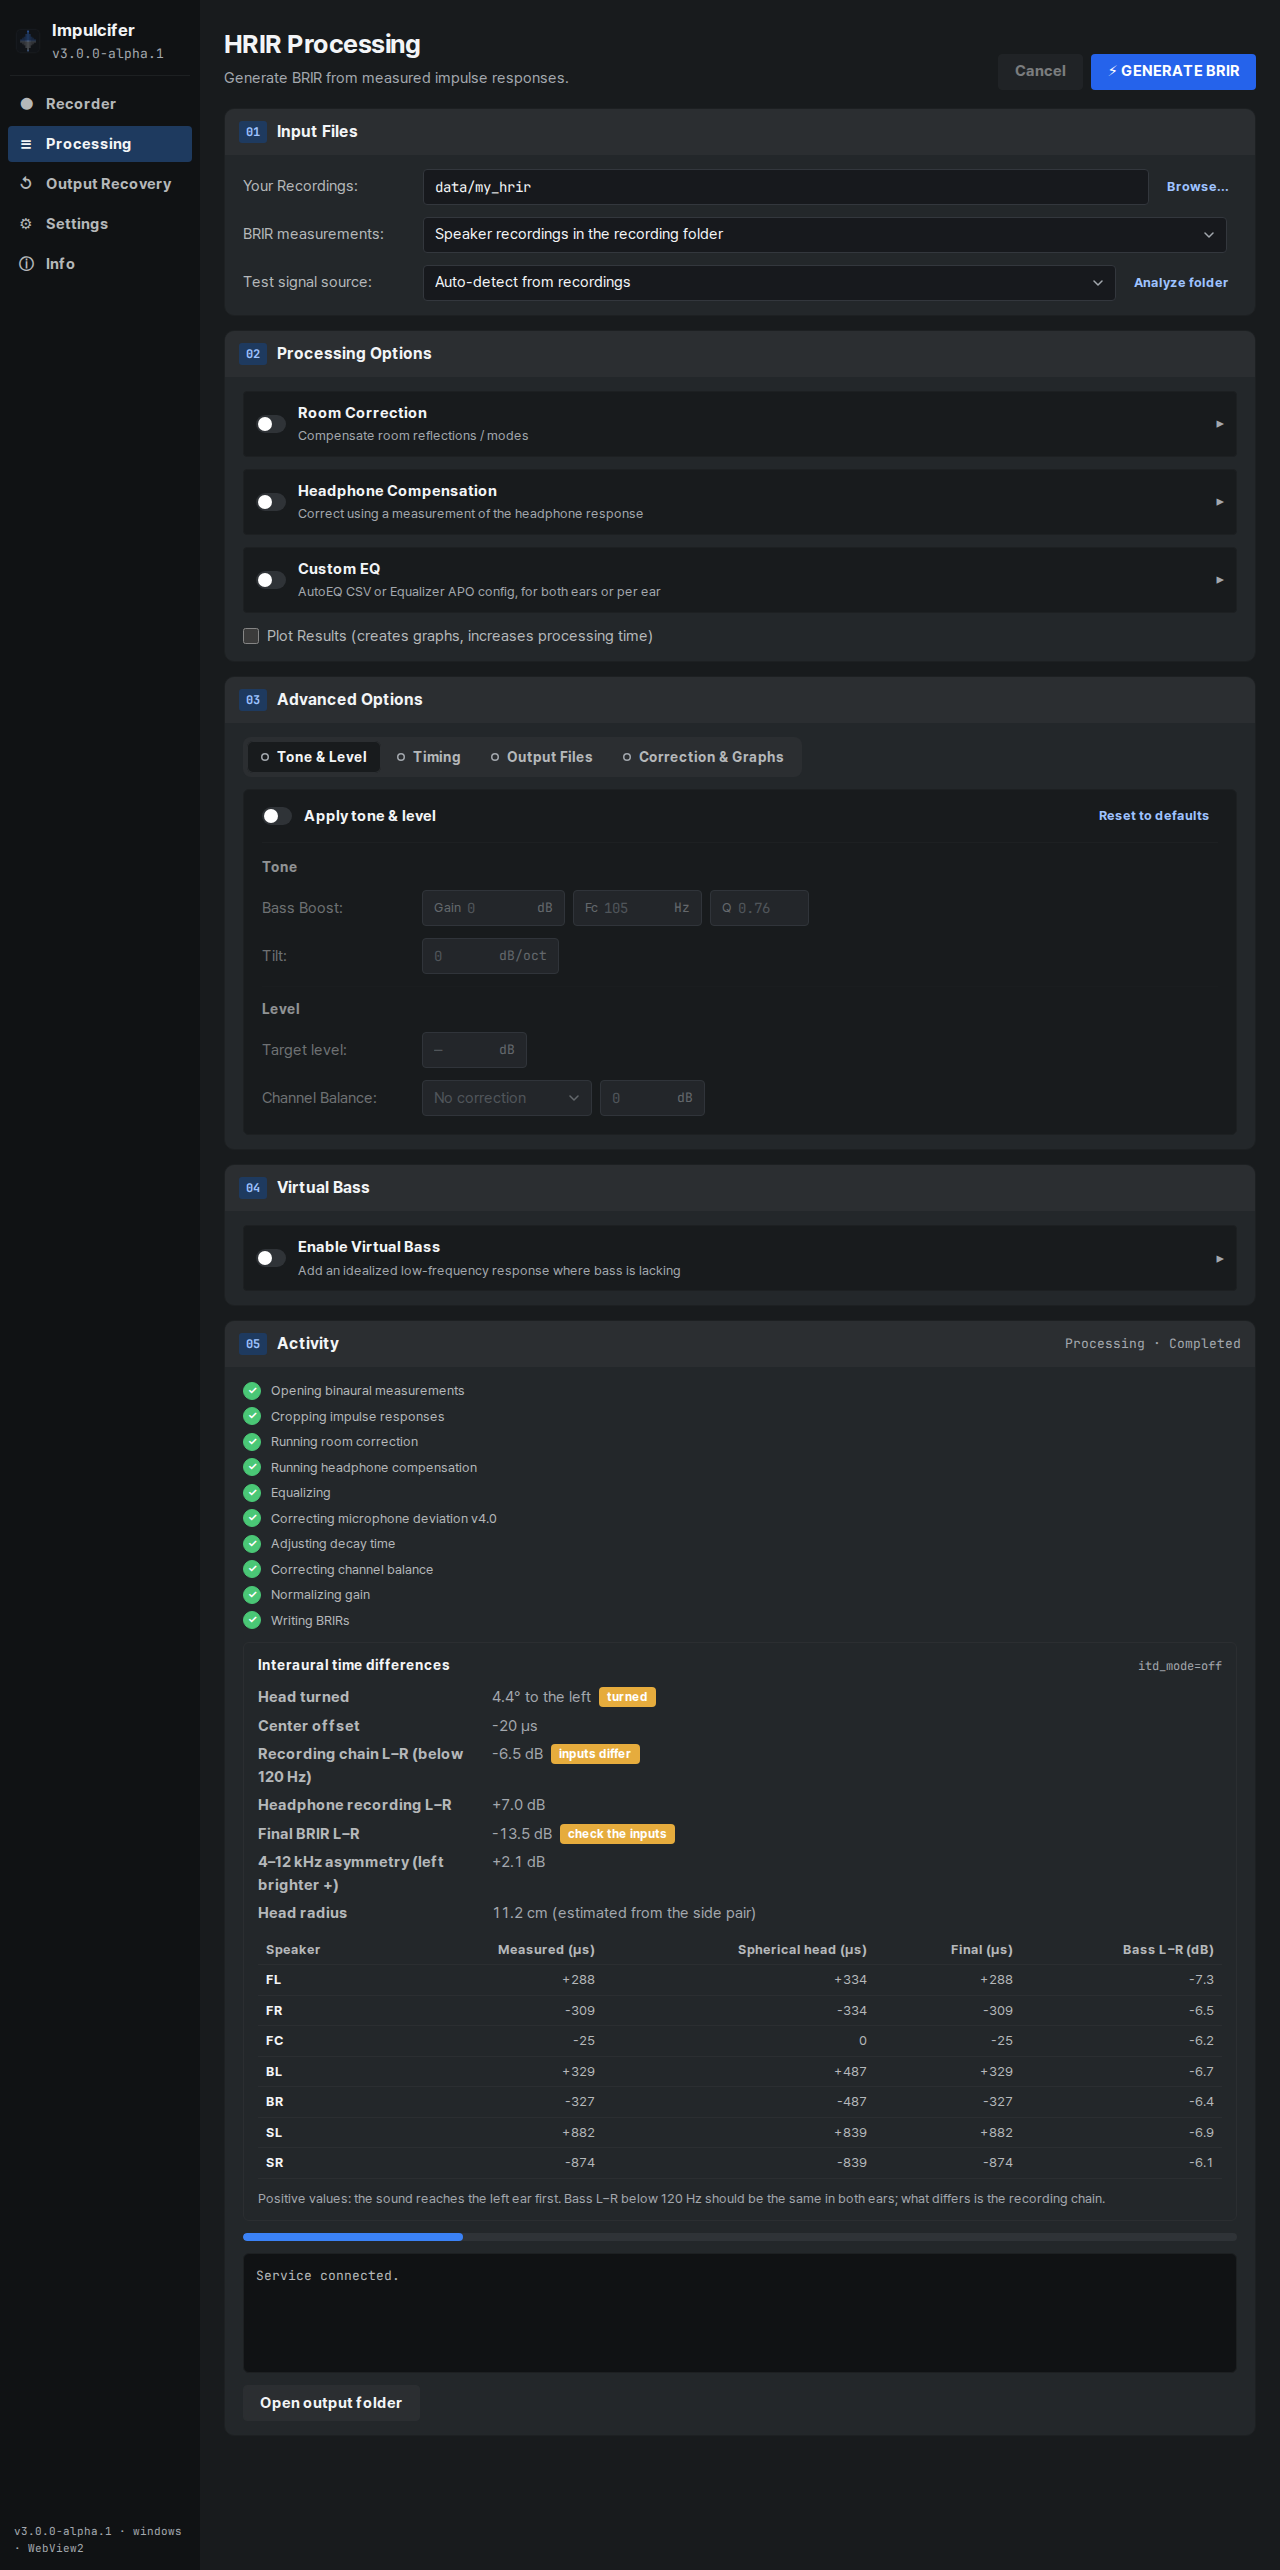 Impulcifer
v3.0.0-alpha.1
Recorder
Processing
Output Recovery
Settings
Info
HRIR Processing
Generate BRIR from measured impulse responses.
Cancel
⚡ GENERATE BRIR
01 Input Files
Your Recordings: data/my_hrir Browse...
BRIR measurements: Speaker recordings in the recording folder
Test signal source: Auto-detect from recordings Analyze folder
02 Processing Options
Room Correction
Compensate room reflections / modes
Headphone Compensation
Correct using a measurement of the headphone response
Custom EQ
AutoEQ CSV or Equalizer APO config, for both ears or per ear
Plot Results (creates graphs, increases processing time)
03 Advanced Options
Tone & Level Timing Output Files Correction & Graphs
Apply tone & level Reset to defaults
Tone
Bass Boost: Gain 0 dB Fc 105 Hz Q 0.76
Tilt: 0 dB/oct
Level
Target level: — dB
Channel Balance: No correction 0 dB
04 Virtual Bass
Enable Virtual Bass
Add an idealized low-frequency response where bass is lacking
05 Activity Processing · Completed
Opening binaural measurements
Cropping impulse responses
Running room correction
Running headphone compensation
Equalizing
Correcting microphone deviation v4.0
Adjusting decay time
Correcting channel balance
Normalizing gain
Writing BRIRs
Interaural time differences itd_mode=off
Head turned 4.4° to the left turned
Center offset -20 µs
Recording chain L−R (below -6.5 dB inputs differ
120 Hz)
Headphone recording L−R +7.0 dB
Final BRIR L−R -13.5 dB check the inputs
4–12 kHz asymmetry (left +2.1 dB
brighter +)
Head radius 11.2 cm (estimated from the side pair)
Speaker Measured (µs) Spherical head (µs) Final (µs) Bass L−R (dB)
FL +288 +334 +288 -7.3
FR -309 -334 -309 -6.5
FC -25 0 -25 -6.2
BL +329 +487 +329 -6.7
BR -327 -487 -327 -6.4
SL +882 +839 +882 -6.9
SR -874 -839 -874 -6.1
Positive values: the sound reaches the left ear first. Bass L−R below 120 Hz should be the same in both ears; what differs is the recording chain.
Service connected.
Open output folder
v3.0.0-alpha.1 · windows
· WebView2